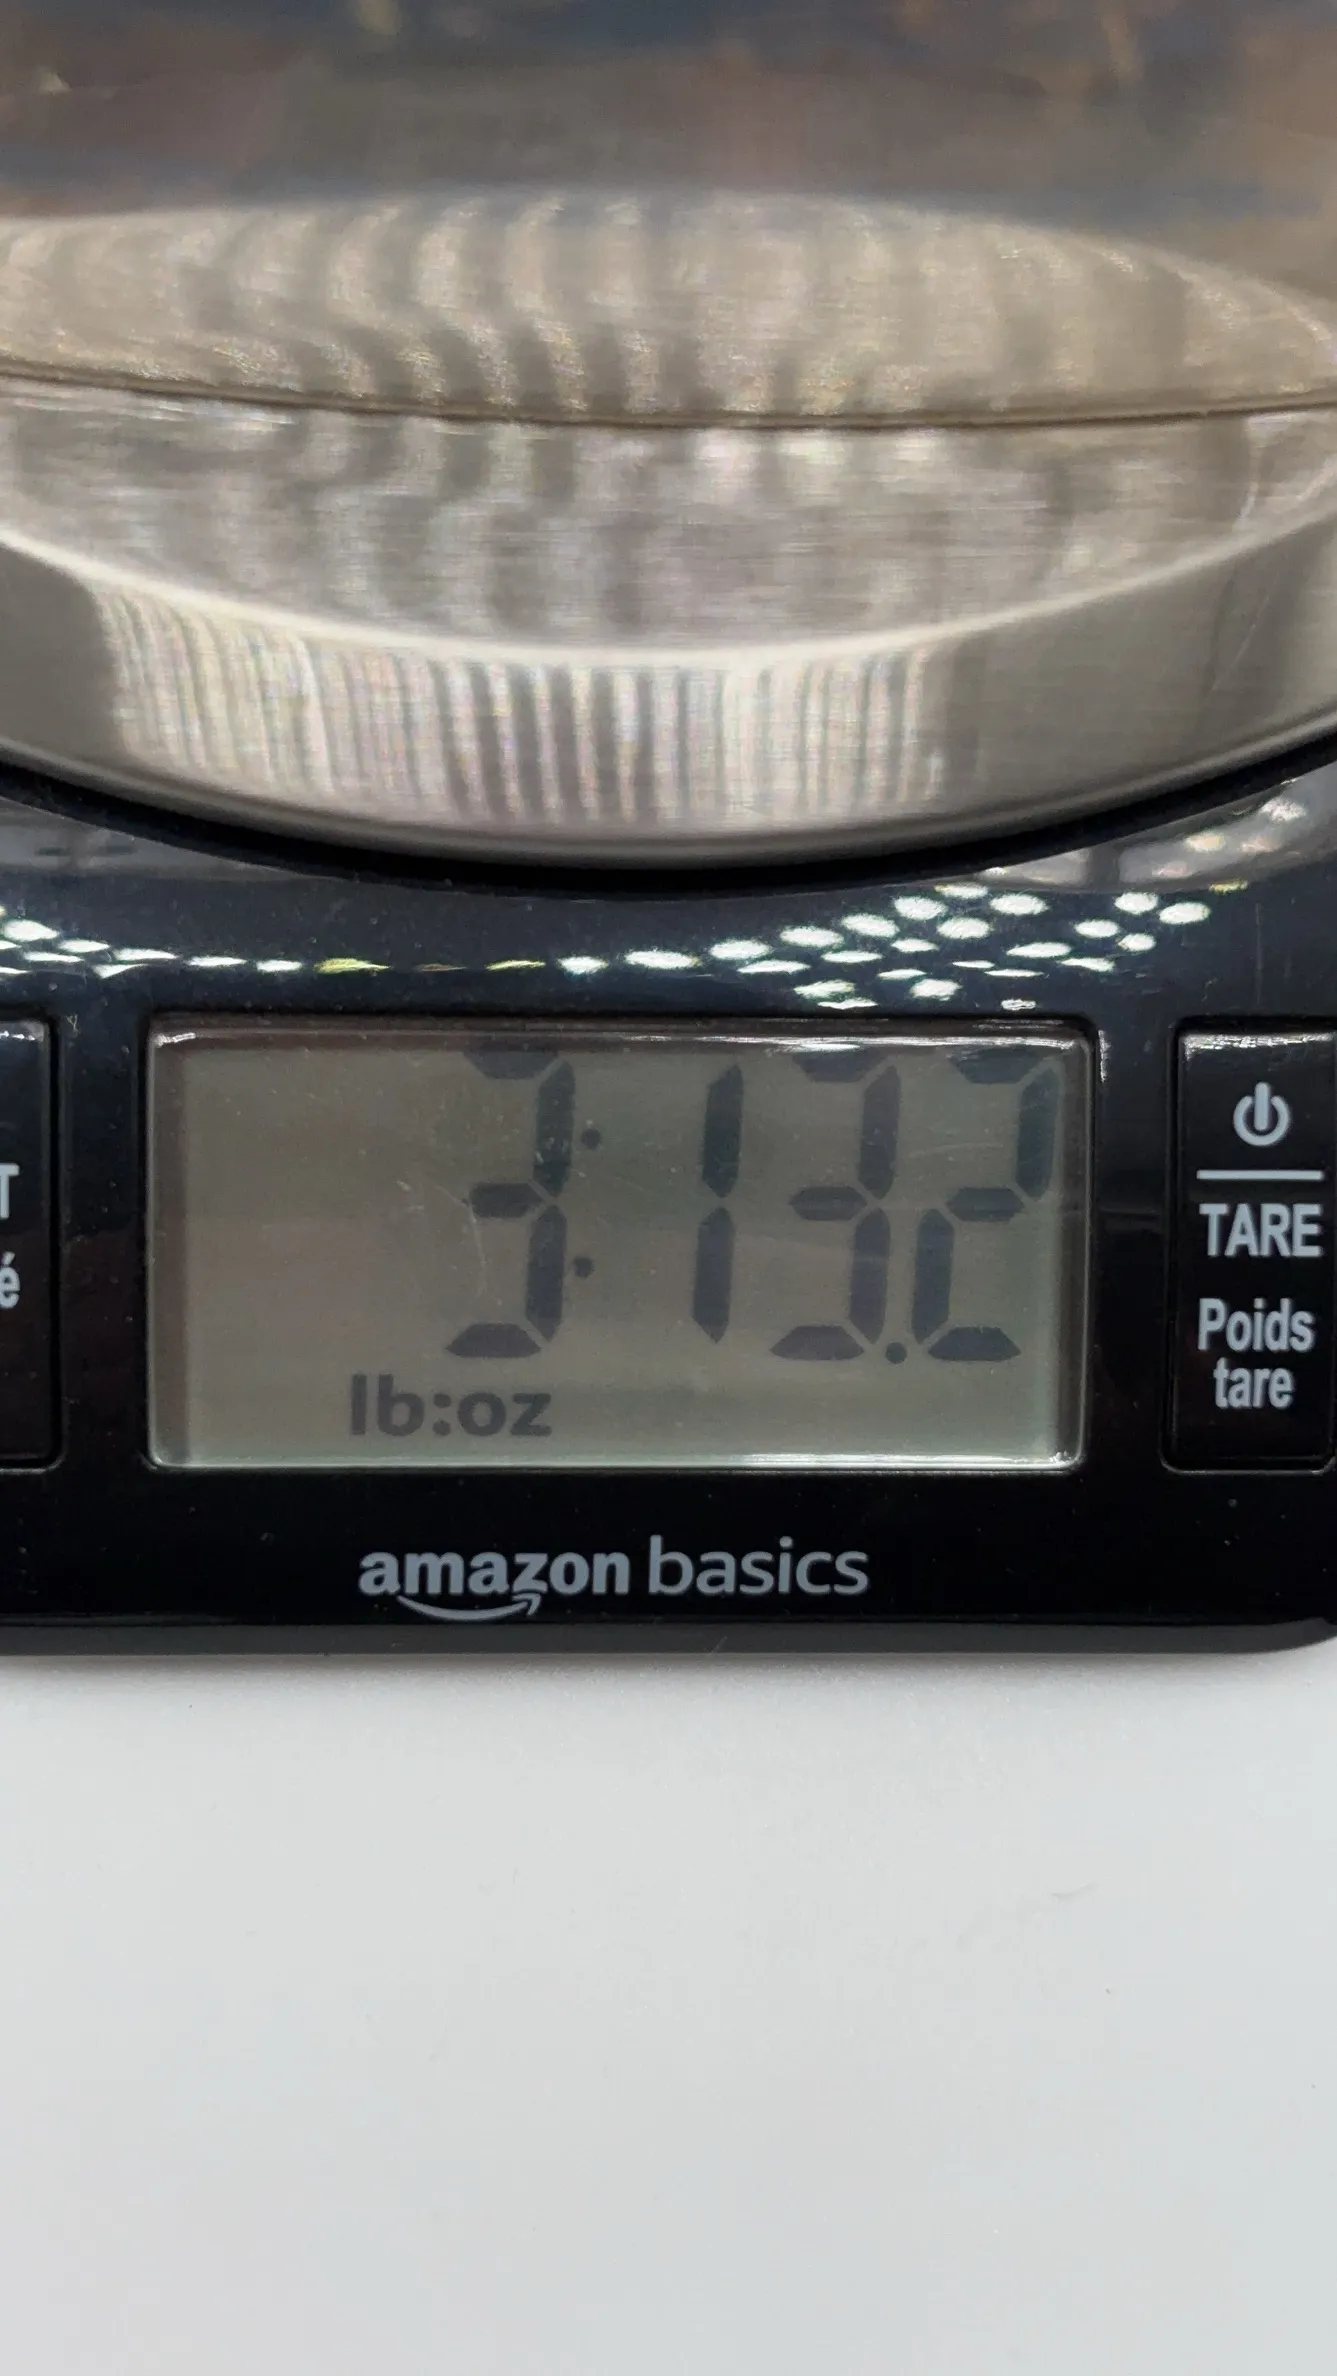 3:13.2
lb:oz
T
é
TARE
Poids
tare
amazon basics